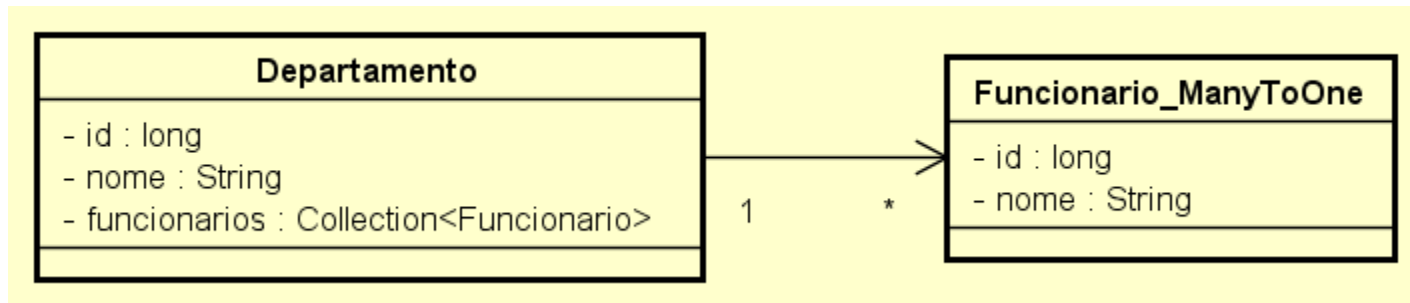 Departamento
- id : long
- nome : String
- funcionarios : Collection<Funcionario>
1
*
Funcionario_ManyToOne
- id : long
- nome : String